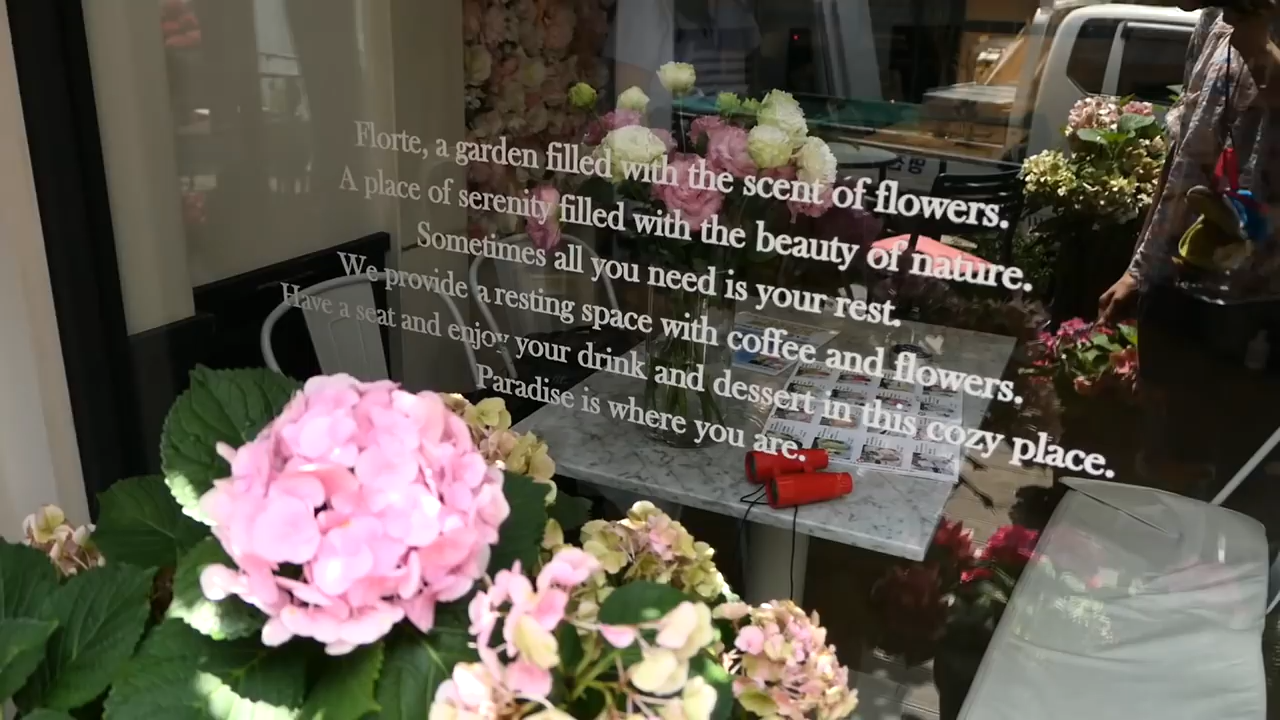 Florte, a garden filled with the scent of flowers.
A place of serenity filled with the beauty of nature.
Sometimes all you need is your rest.
We provide a resting space with coffee and flowers.
Have a seat and enjoy your drink and dessert in this cozy place.
Paradise is where you are.